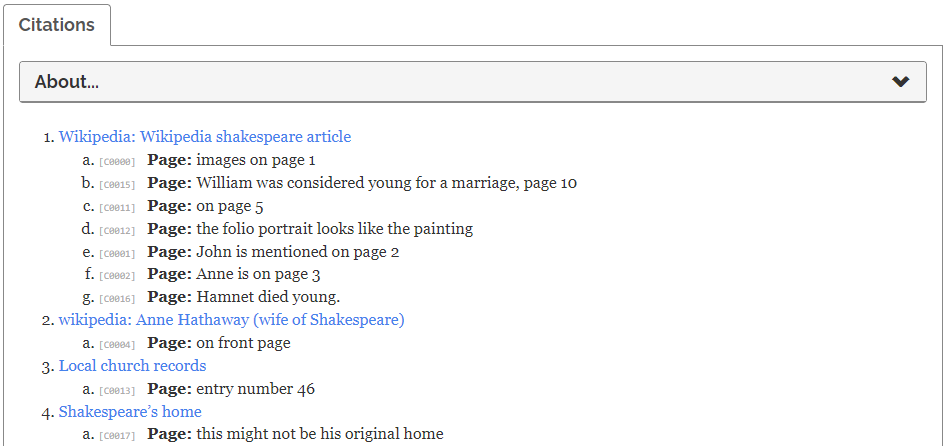 Citations
About...
1. Wikipedia: Wikipedia shakespeare article
a. [C0000] Page: images on page 1
b. [C0015] Page: William was considered young for a marriage, page 10
c. [C0011] Page: on page 5
d. [C0012] Page: the folio portrait looks like the painting
e. [C0001] Page: John is mentioned on page 2
f. [C0002] Page: Anne is on page 3
g. [C0016] Page: Hamnet died young.
2. wikipedia: Anne Hathaway (wife of Shakespeare)
a. [C0004] Page: on front page
3. Local church records
a. [C0013] Page: entry number 46
4. Shakespeare’s home
a. [C0017] Page: this might not be his original home